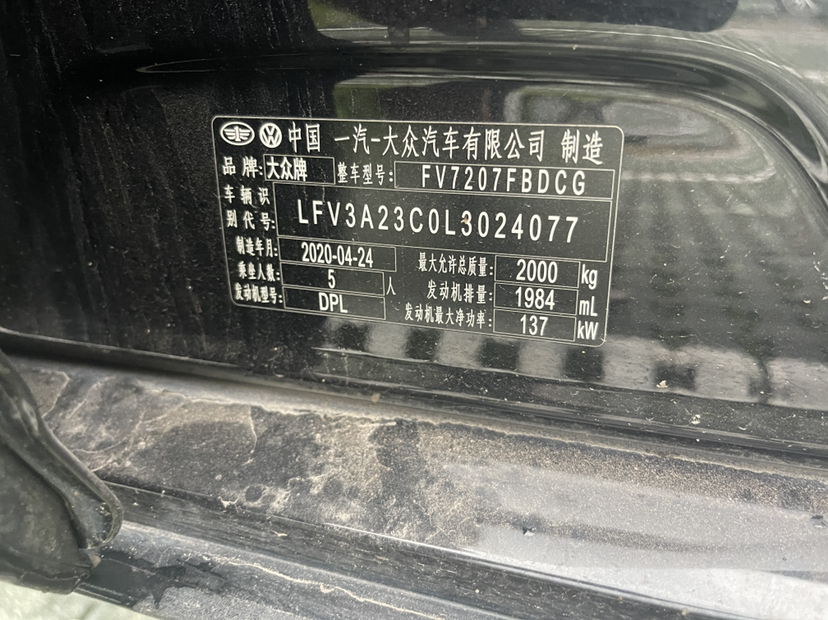 中国 一汽-大众汽车有限公司 制造
品牌: 大众牌 整车型号: FV7207FBDCG
车辆识别代号: LFV3A23C0L3024077
制造年月: 2020-04-24 最大允许总质量: 2000 kg
乘坐人数: 5 人 发动机排量: 1984 mL
发动机型号: DPL 发动机最大净功率: 137 kW